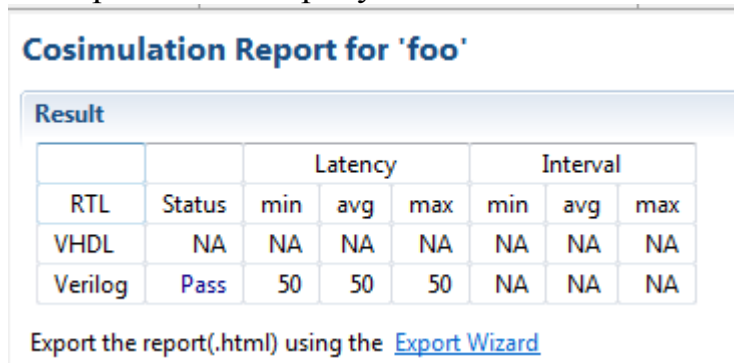 Cosimulation Report for 'foo'
Result
Latency Interval
RTL Status min avg max min avg max
VHDL NA NA NA NA NA NA NA
Verilog Pass 50 50 50 NA NA NA
Export the report(.html) using the Export Wizard